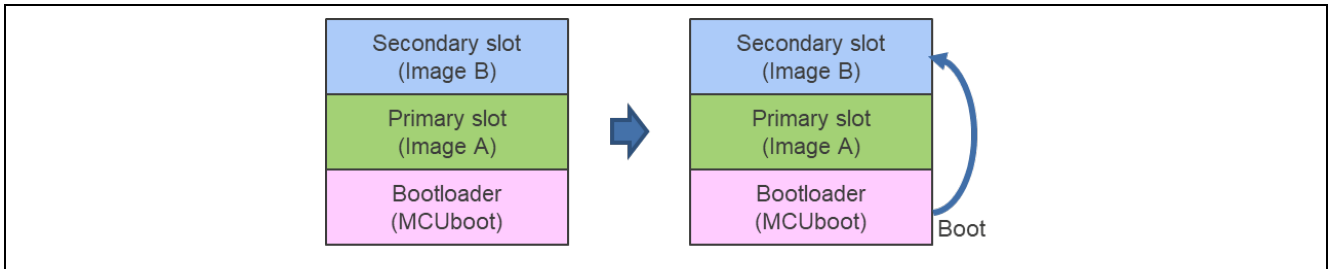 Secondary slot
(Image B)
Primary slot
(Image A)
Bootloader
(MCUboot)
Secondary slot
(Image B)
Primary slot
(Image A)
Bootloader
(MCUboot)
Boot